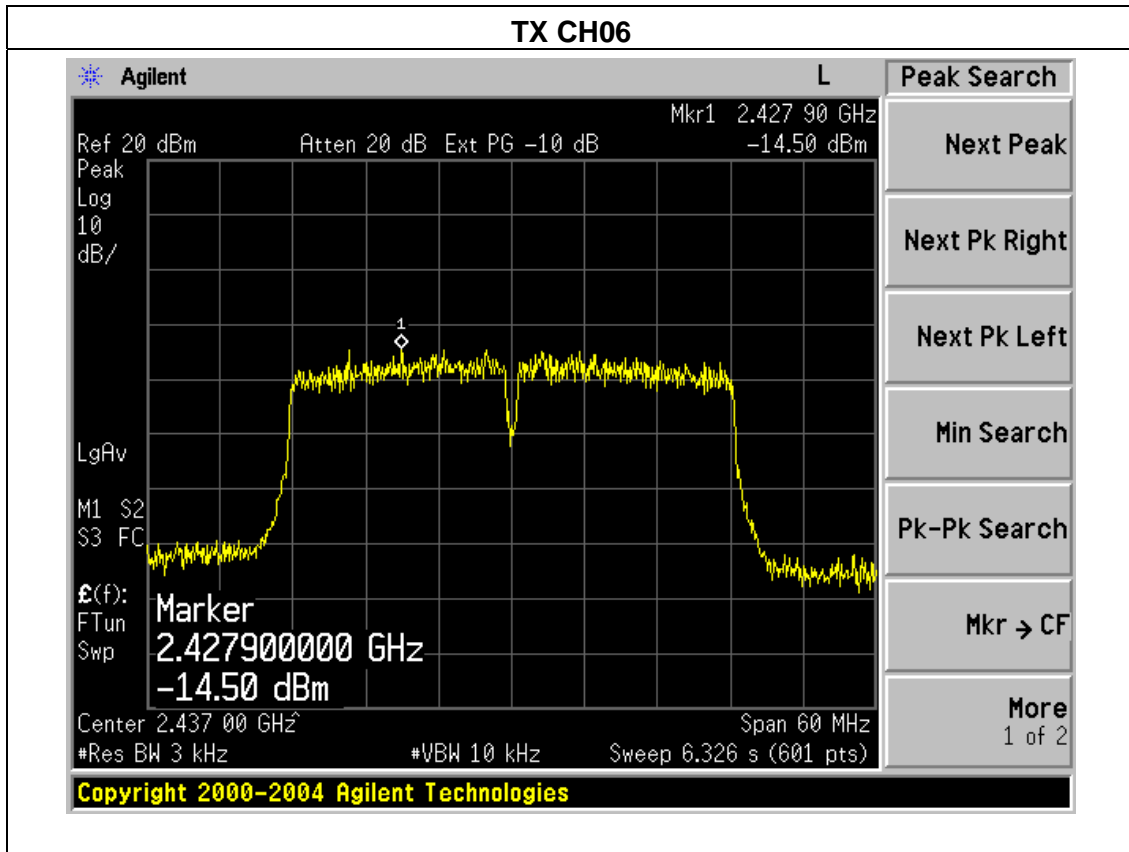 TX CH06
Agilent
L
Peak Search
Mkr1 2.427 90 GHz
Ref 20 dBm Atten 20 dB Ext PG -10 dB -14.50 dBm
Peak
Log
10
dB/
1
LgAv
M1 S2
S3 FC
£(f):
FTun
Swp
Marker
2.427900000 GHz
-14.50 dBm
Center 2.437 00 GHz^ Span 60 MHz
#Res BW 3 kHz #VBW 10 kHz Sweep 6.326 s (601 pts)
Next Peak
Next Pk Right
Next Pk Left
Min Search
Pk-Pk Search
Mkr → CF
More
1 of 2
Copyright 2000-2004 Agilent Technologies